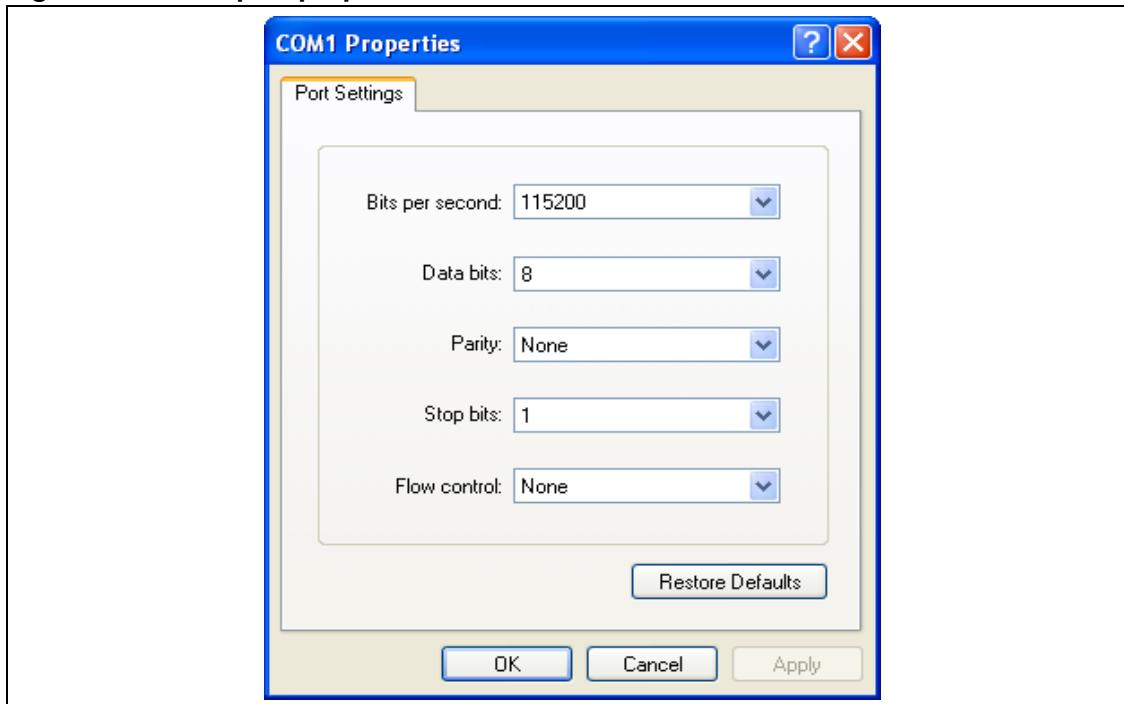 COM1 Properties
Port Settings
Bits per second: 115200
Data bits: 8
Parity: None
Stop bits: 1
Flow control: None
Restore Defaults
OK Cancel Apply